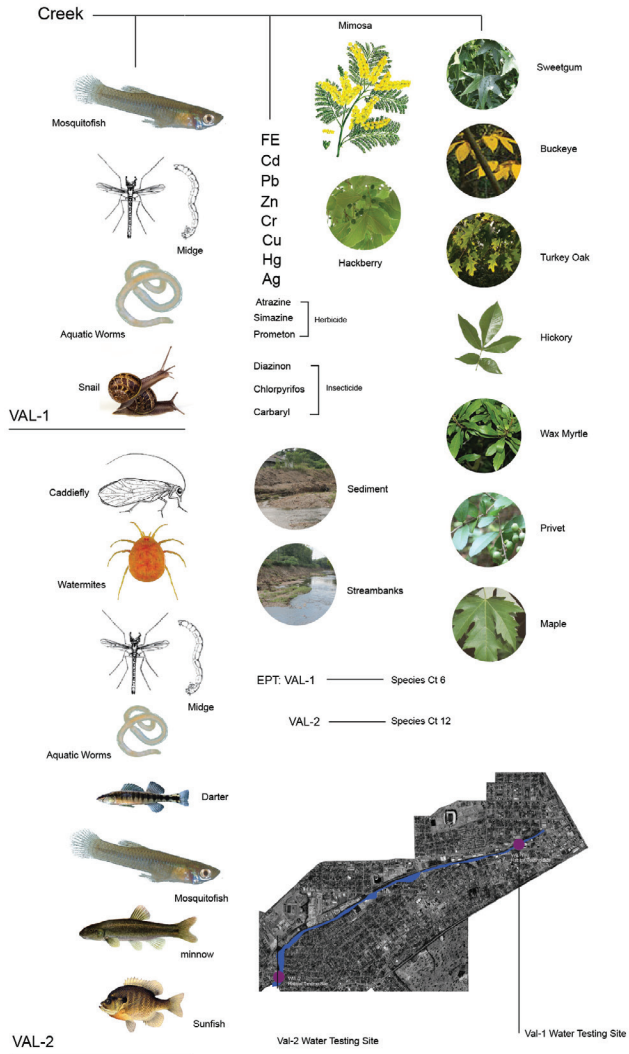 Creek
Mimosa
Mosquitofish
Midge
Aquatic Worms
Snail
VAL-1
Caddiefly
Watermites
Midge
Aquatic Worms
Darter
Mosquitofish
minnow
Sunfish
VAL-2
FE
Cd
Pb
Zn
Cr
Cu
Hg
Ag
Atrazine
Simazine
Prometon
Herbicide
Diazinon
Chlorpyrifos
Carbaryl
Insecticide
Hackberry
Sediment
Streambanks
EPT: VAL-1 Species Ct 6
VAL-2 Species Ct 12
Sweetgum
Buckeye
Turkey Oak
Hickory
Wax Myrtle
Privet
Maple
VAL-2
Val-2 Water Testing Site
Val-1 Water Testing Site